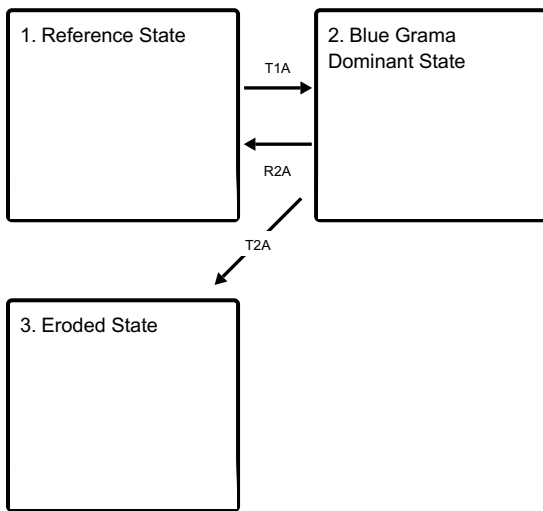 1. Reference State
2. Blue Grama
Dominant State
T1A
R2A
T2A
3. Eroded State